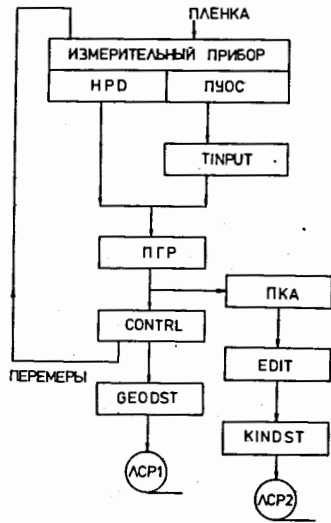 ПЛЕНКА
ИЗМЕРИТЕЛЬНЫЙ ПРИБОР
HPD
ПУОС
TINPUT
ПГР
ПКА
CONTRL
EDIT
ПЕРЕМЕРЫ
GEODST
KINDST
ЛСР1
ЛСР2